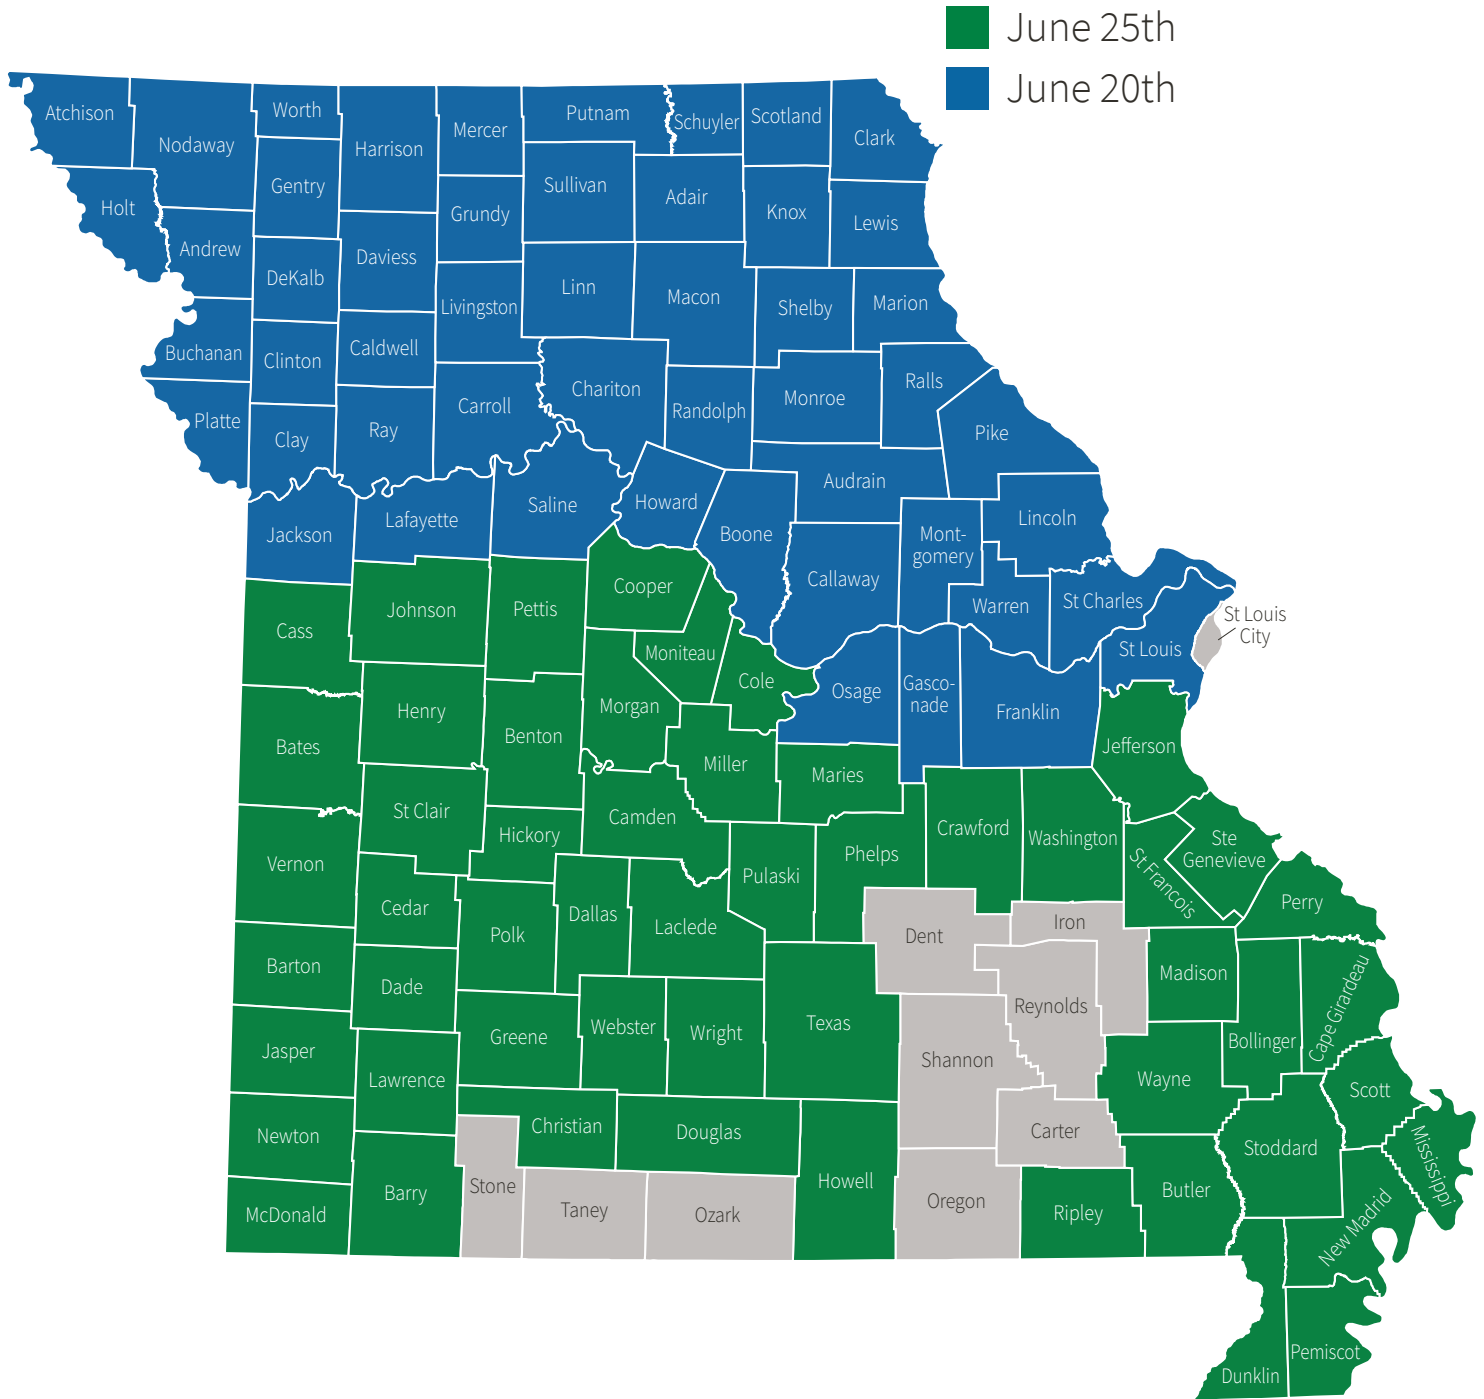 June 25th
June 20th
Atchison
Nodaway
Worth
Harrison
Mercer
Putnam
Schuyler
Scotland
Clark
Gentry
Holt
Grundy
Sullivan
Adair
Knox
Lewis
Andrew
DeKalb
Daviess
Livingston
Linn
Macon
Shelby
Marion
Buchanan
Clinton
Caldwell
Chariton
Carroll
Randolph
Monroe
Ralls
Platte
Clay
Ray
Pike
Audrain
Jackson
Lafayette
Saline
Howard
Boone
Callaway
Mont-
gomery
Lincoln
Warren
St Charles
St Louis
St Louis
City
Cooper
Cass
Johnson
Pettis
Moniteau
Cole
Osage
Gasco-
nade
Franklin
Jefferson
Bates
Henry
Benton
Morgan
Miller
Maries
St Clair
Hickory
Camden
Pulaski
Phelps
Crawford
Washington
St Francois
Ste
Genevieve
Perry
Vernon
Cedar
Polk
Dallas
Laclede
Dent
Iron
Madison
Barton
Dade
Greene
Webster
Wright
Texas
Reynolds
Bollinger
Cape Girardeau
Jasper
Lawrence
Shannon
Wayne
Scott
Newton
Christian
Douglas
Carter
Stoddard
Mississippi
McDonald
Barry
Stone
Taney
Ozark
Howell
Oregon
Ripley
Butler
New Madrid
Dunklin
Pemiscot